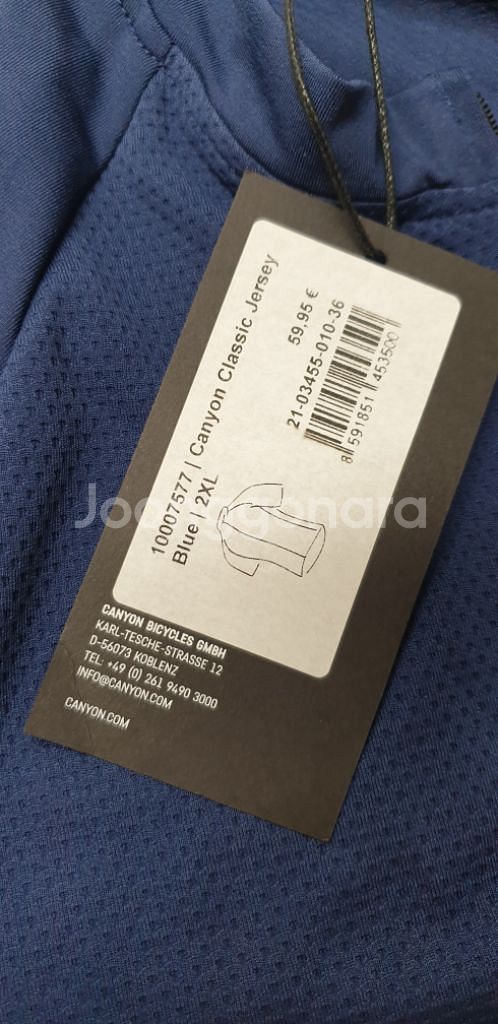 10007577 | Canyon Classic Jersey
Blue | 2XL
59,95 €
21-03455-010-36
8 591851 453500
Joonggonara
CANYON BICYCLES GMBH
KARL-TESCHE-STRASSE 12
D-56073 KOBLENZ
TEL: +49 (0) 261 9490 3000
INFO@CANYON.COM
CANYON.COM